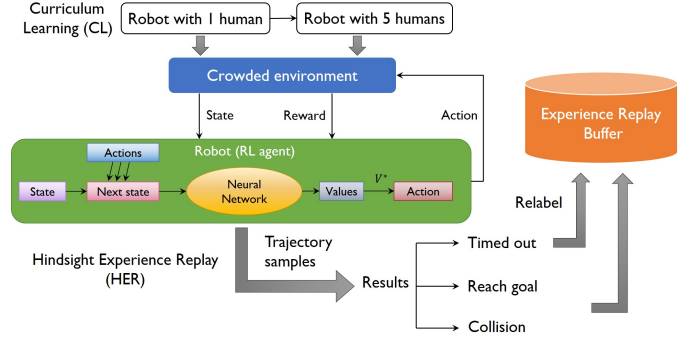 Curriculum
Learning (CL)
Robot with 1 human
Robot with 5 humans
Crowded environment
State
Reward
Action
Robot (RL agent)
Actions
State
Next state
Neural
Network
Values
V*
Action
Experience Replay
Buffer
Relabel
Hindsight Experience Replay
(HER)
Trajectory
samples
Results
Timed out
Reach goal
Collision